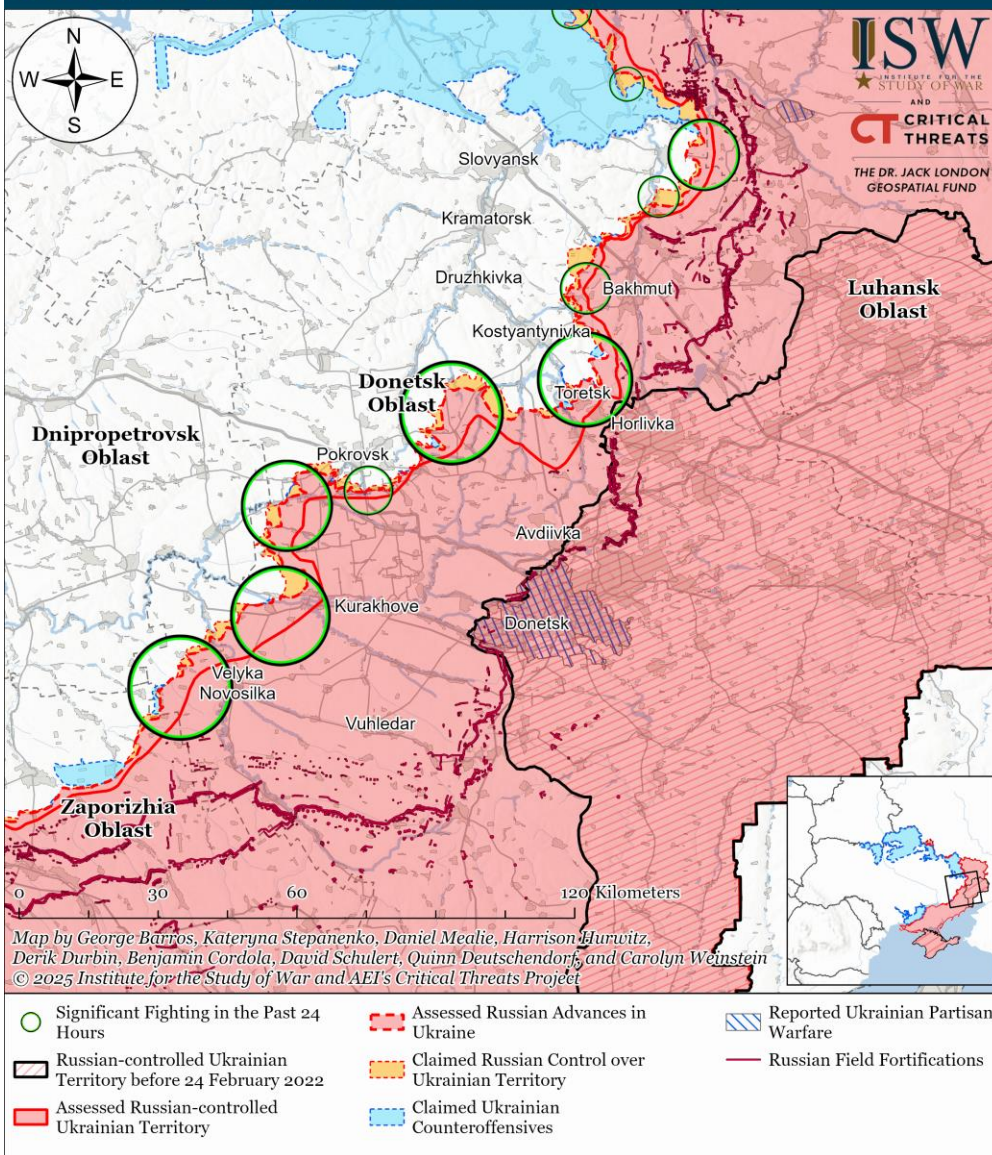 N
W E
S
ISW
INSTITUTE FOR THE
STUDY OF WAR
AND
CT CRITICAL
THREATS
THE DR. JACK LONDON
GEOSPATIAL FUND
Slovyansk
Kramatorsk
Druzhkivka
Bakhmut
Luhansk
Oblast
Kostyantynivka
Donetsk
Oblast
Toretsk
Horlivka
Dnipropetrovsk
Oblast
Pokrovsk
Avdiivka
Kurakhove
Donetsk
Velyka
Novosilka
Vuhledar
Zaporizhia
Oblast
0 30 60 120 Kilometers
Map by George Barros, Kateryna Stepanenko, Daniel Mealie, Harrison Hurwitz,
Derik Durbin, Benjamin Cordola, David Schulert, Quinn Deutschendorf, and Carolyn Weinstein
© 2025 Institute for the Study of War and AEI's Critical Threats Project
Significant Fighting in the Past 24
Hours
Russian-controlled Ukrainian
Territory before 24 February 2022
Assessed Russian-controlled
Ukrainian Territory
Assessed Russian Advances in
Ukraine
Claimed Russian Control over
Ukrainian Territory
Claimed Ukrainian
Counteroffensives
Reported Ukrainian Partisan
Warfare
Russian Field Fortifications